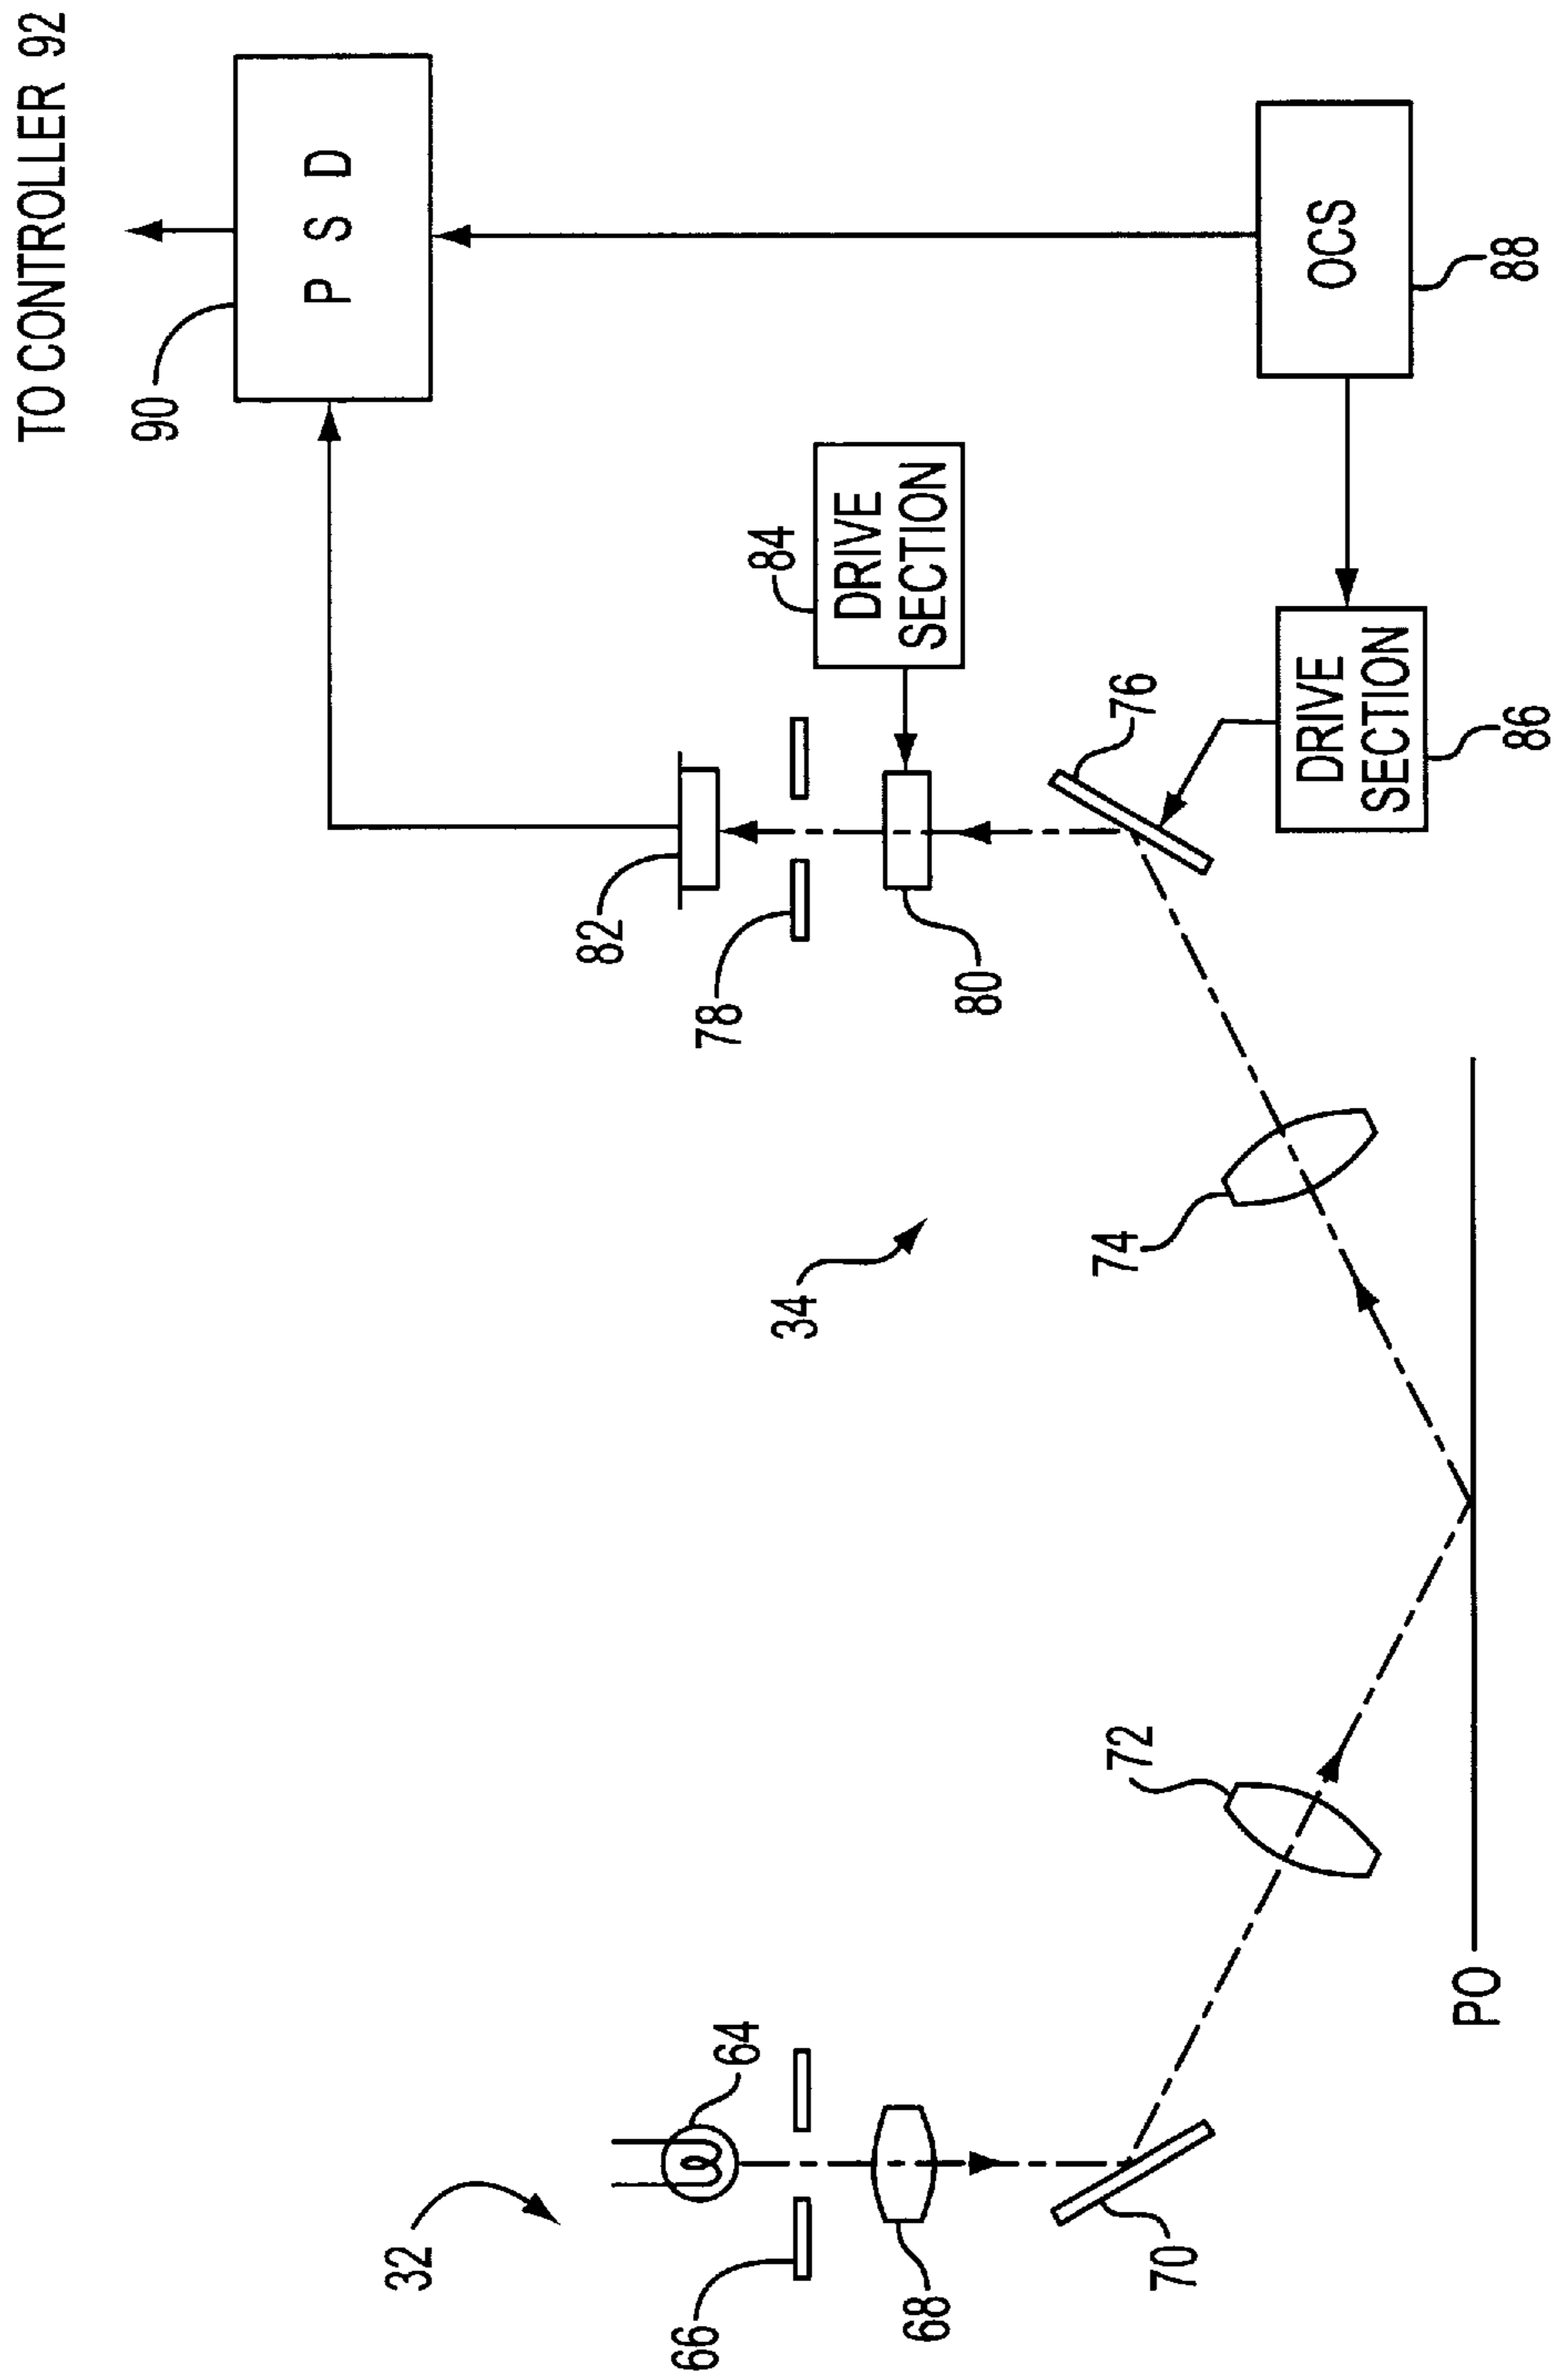 TO CONTROLLER 92
90
P S D
82
84
DRIVE
SECTION
78
80
76
OCS
88
DRIVE
SECTION
86
34
74
72
32
64
66
68
70
PO